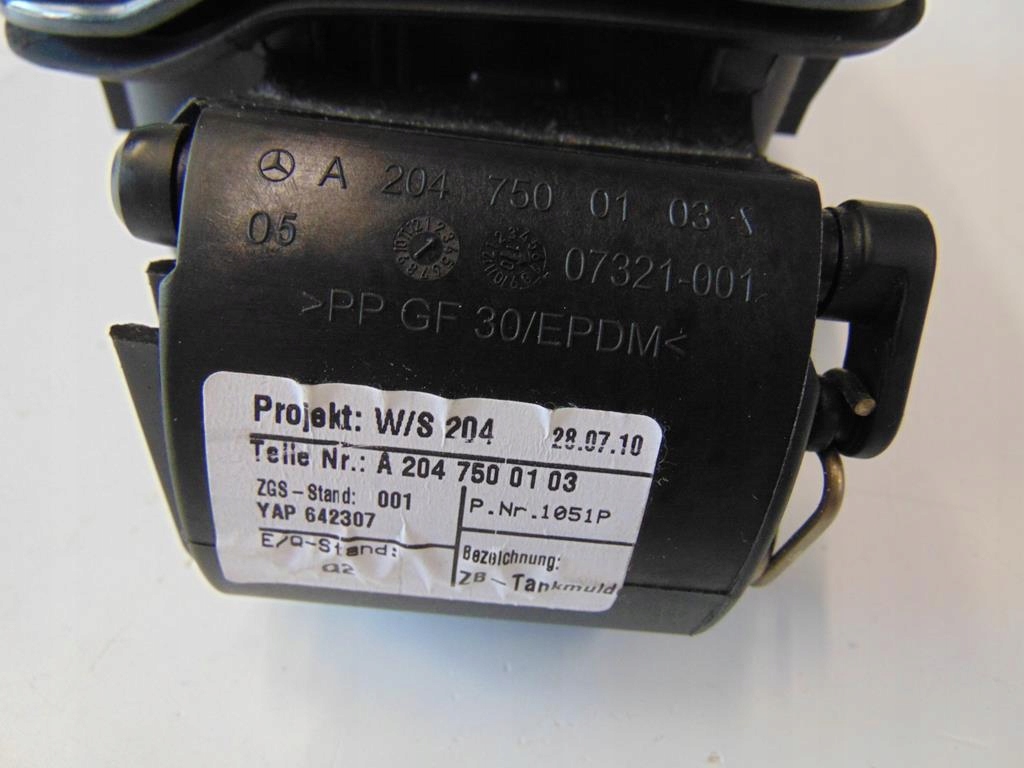 A 204 750 01 03
05 07321-001
>PP GF 30/EPDM<
Projekt: W/S 204 28.07.10
Teile Nr.: A 204 750 01 03
ZGS-Stand: 001
YAP 642307
P.Nr.1051P
E/Q-Stand:
Q2
Bezeichnung:
ZB-Tankmuld